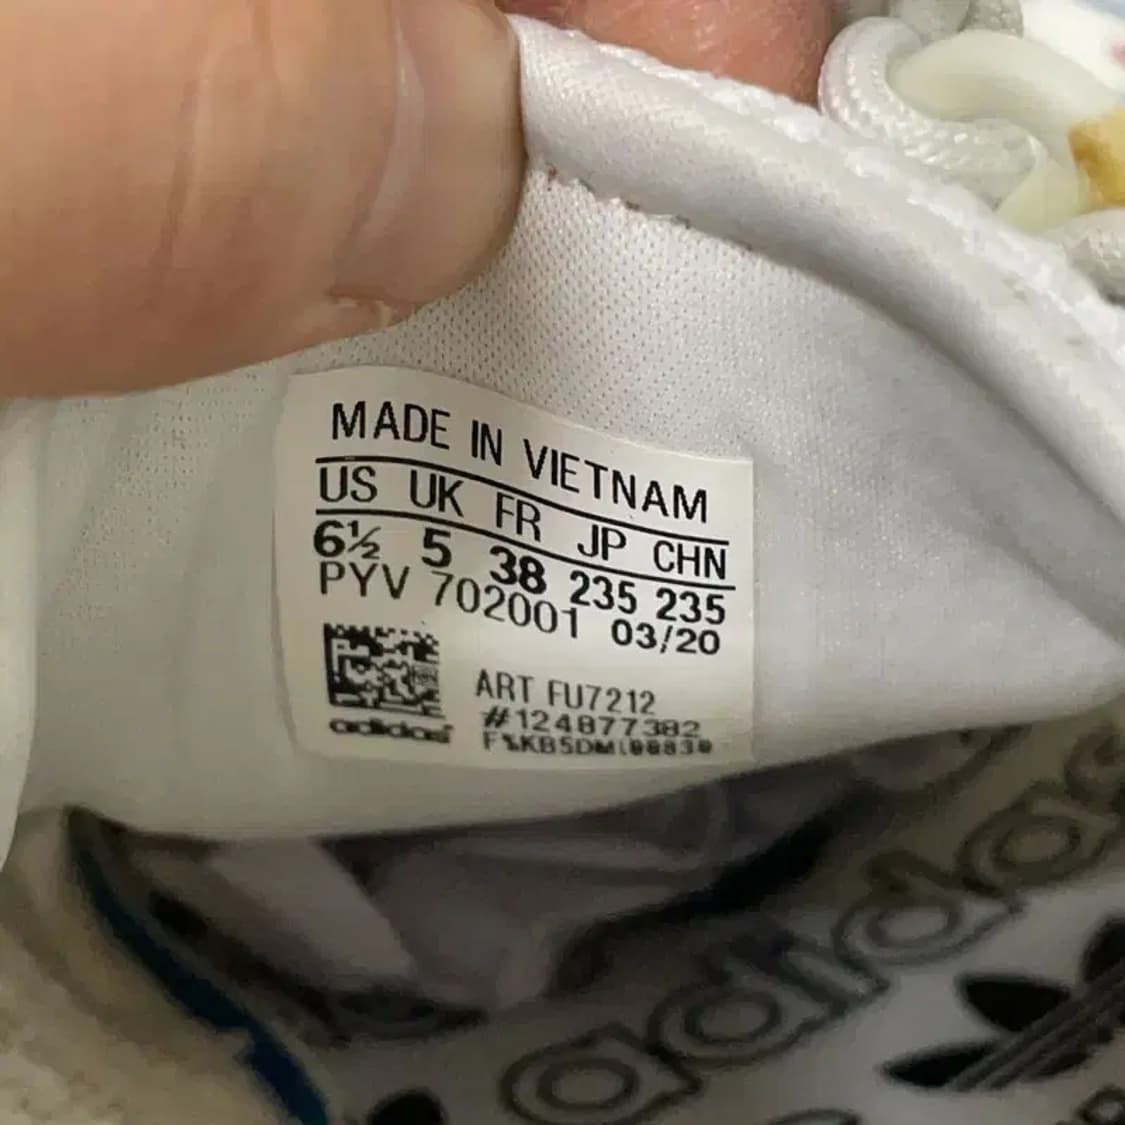 MADE IN VIETNAM
US UK FR JP CHN
6½ 5 38 235 235
PYV 702001 03/20
ART FU7212
#124877382
adidas
adidas